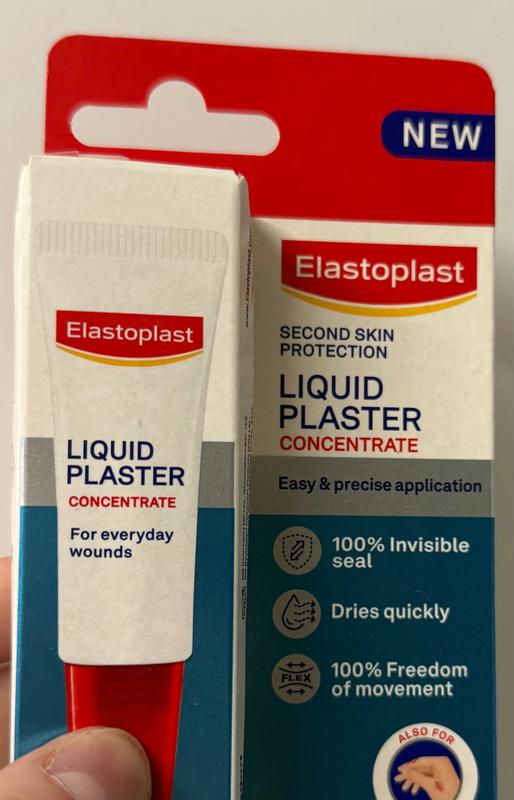 NEW
Elastoplast
SECOND SKIN
PROTECTION
LIQUID
PLASTER
CONCENTRATE
Easy & precise application
100% Invisible
seal
Dries quickly
FLEX
100% Freedom
of movement
ALSO FOR
Elastoplast
LIQUID
PLASTER
CONCENTRATE
For everyday
wounds